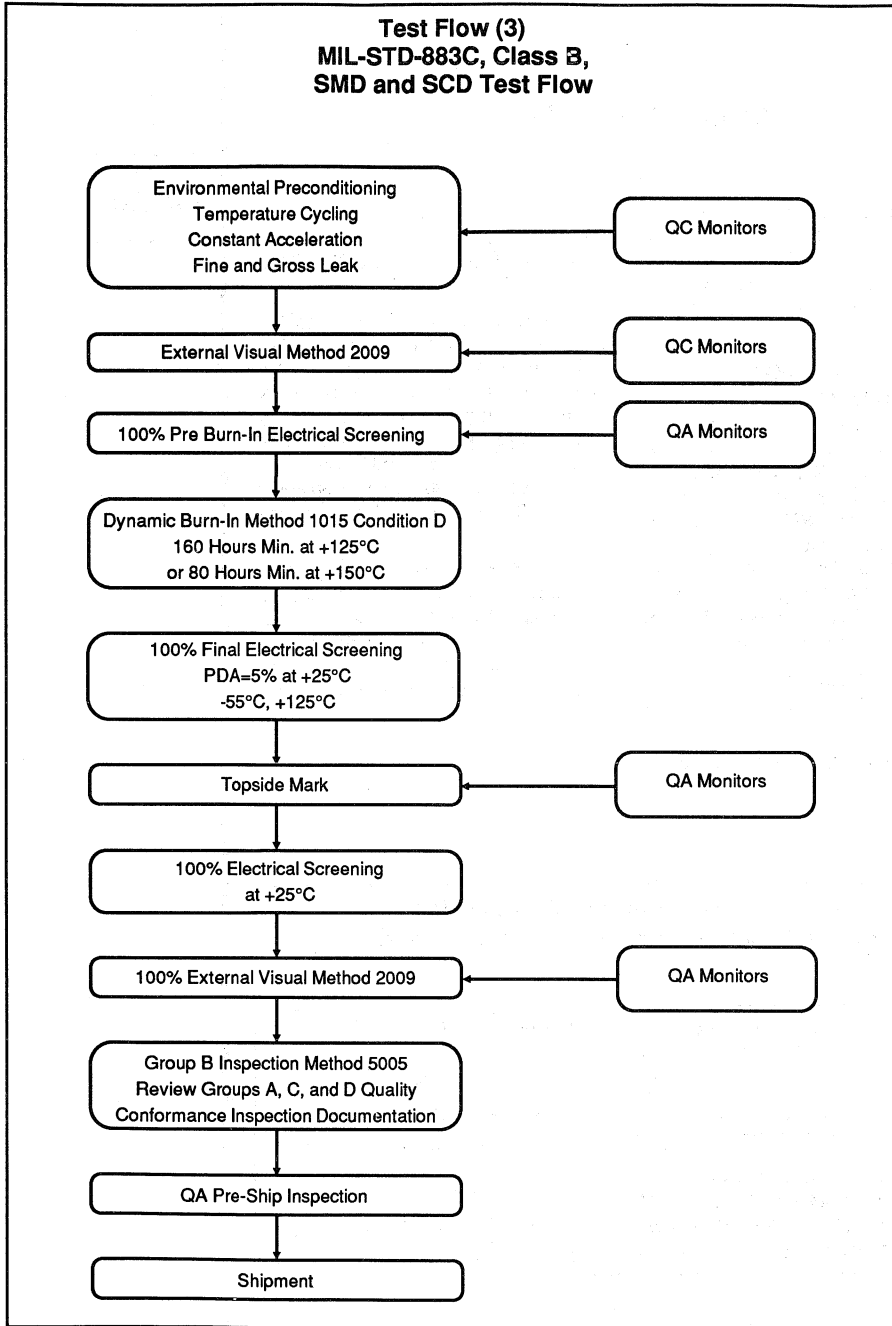 Test Flow (3)
MIL-STD-883C, Class B,
SMD and SCD Test Flow
Environmental Preconditioning
Temperature Cycling
Constant Acceleration
Fine and Gross Leak
QC Monitors
External Visual Method 2009
QC Monitors
100% Pre Burn-In Electrical Screening
QA Monitors
Dynamic Burn-In Method 1015 Condition D
160 Hours Min. at +125°C
or 80 Hours Min. at +150°C
100% Final Electrical Screening
PDA=5% at +25°C
-55°C, +125°C
Topside Mark
QA Monitors
100% Electrical Screening
at +25°C
100% External Visual Method 2009
QA Monitors
Group B Inspection Method 5005
Review Groups A, C, and D Quality
Conformance Inspection Documentation
QA Pre-Ship Inspection
Shipment